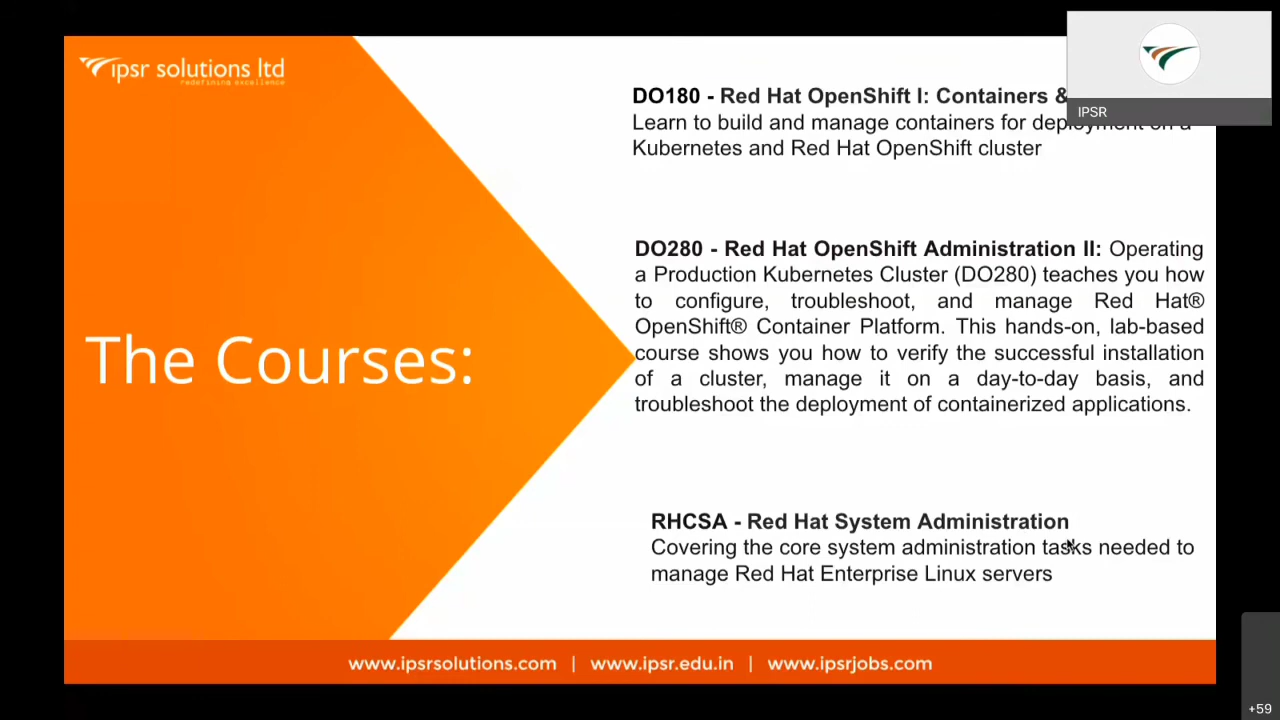 ipsr solutions ltd
redefining excellence
The Courses:
DO180 - Red Hat OpenShift I: Containers &
Learn to build and manage containers for deployment on a
Kubernetes and Red Hat OpenShift cluster
DO280 - Red Hat OpenShift Administration II: Operating
a Production Kubernetes Cluster (DO280) teaches you how
to configure, troubleshoot, and manage Red Hat®
OpenShift® Container Platform. This hands-on, lab-based
course shows you how to verify the successful installation
of a cluster, manage it on a day-to-day basis, and
troubleshoot the deployment of containerized applications.
RHCSA - Red Hat System Administration
Covering the core system administration tasks needed to
manage Red Hat Enterprise Linux servers
www.ipsrsolutions.com | www.ipsr.edu.in | www.ipsrjobs.com
IPSR
+59